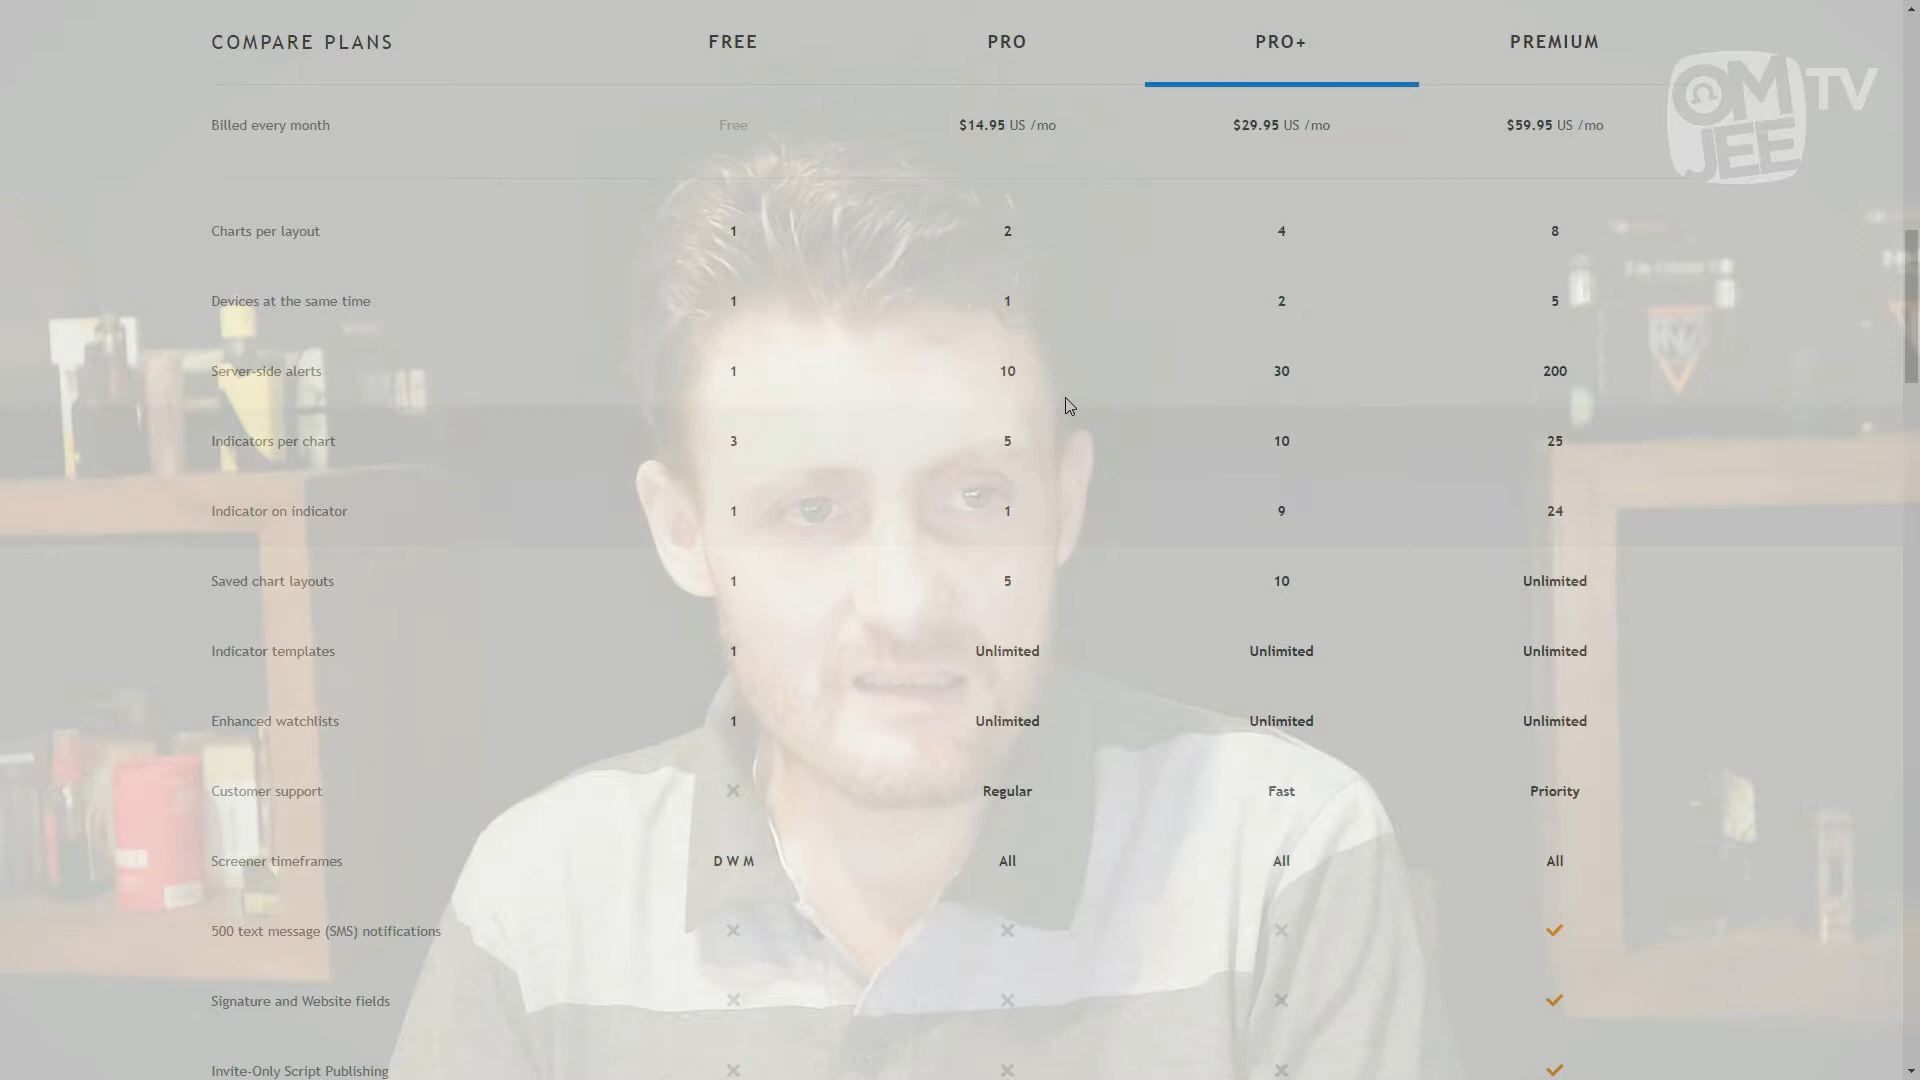 COMPARE PLANS FREE PRO PRO+ PREMIUM
OMJEE TV
Billed every month Free $14.95 US /mo $29.95 US /mo $59.95 US /mo
Charts per layout 1 2 4 8
Devices at the same time 1 1 2 5
Server-side alerts 1 10 30 200
Indicators per chart 3 5 10 25
Indicator on indicator 1 1 9 24
Saved chart layouts 1 5 10 Unlimited
Indicator templates 1 Unlimited Unlimited Unlimited
Enhanced watchlists 1 Unlimited Unlimited Unlimited
Customer support Regular Fast Priority
Screener timeframes D W M All All All
500 text message (SMS) notifications
Signature and Website fields
Invite-Only Script Publishing